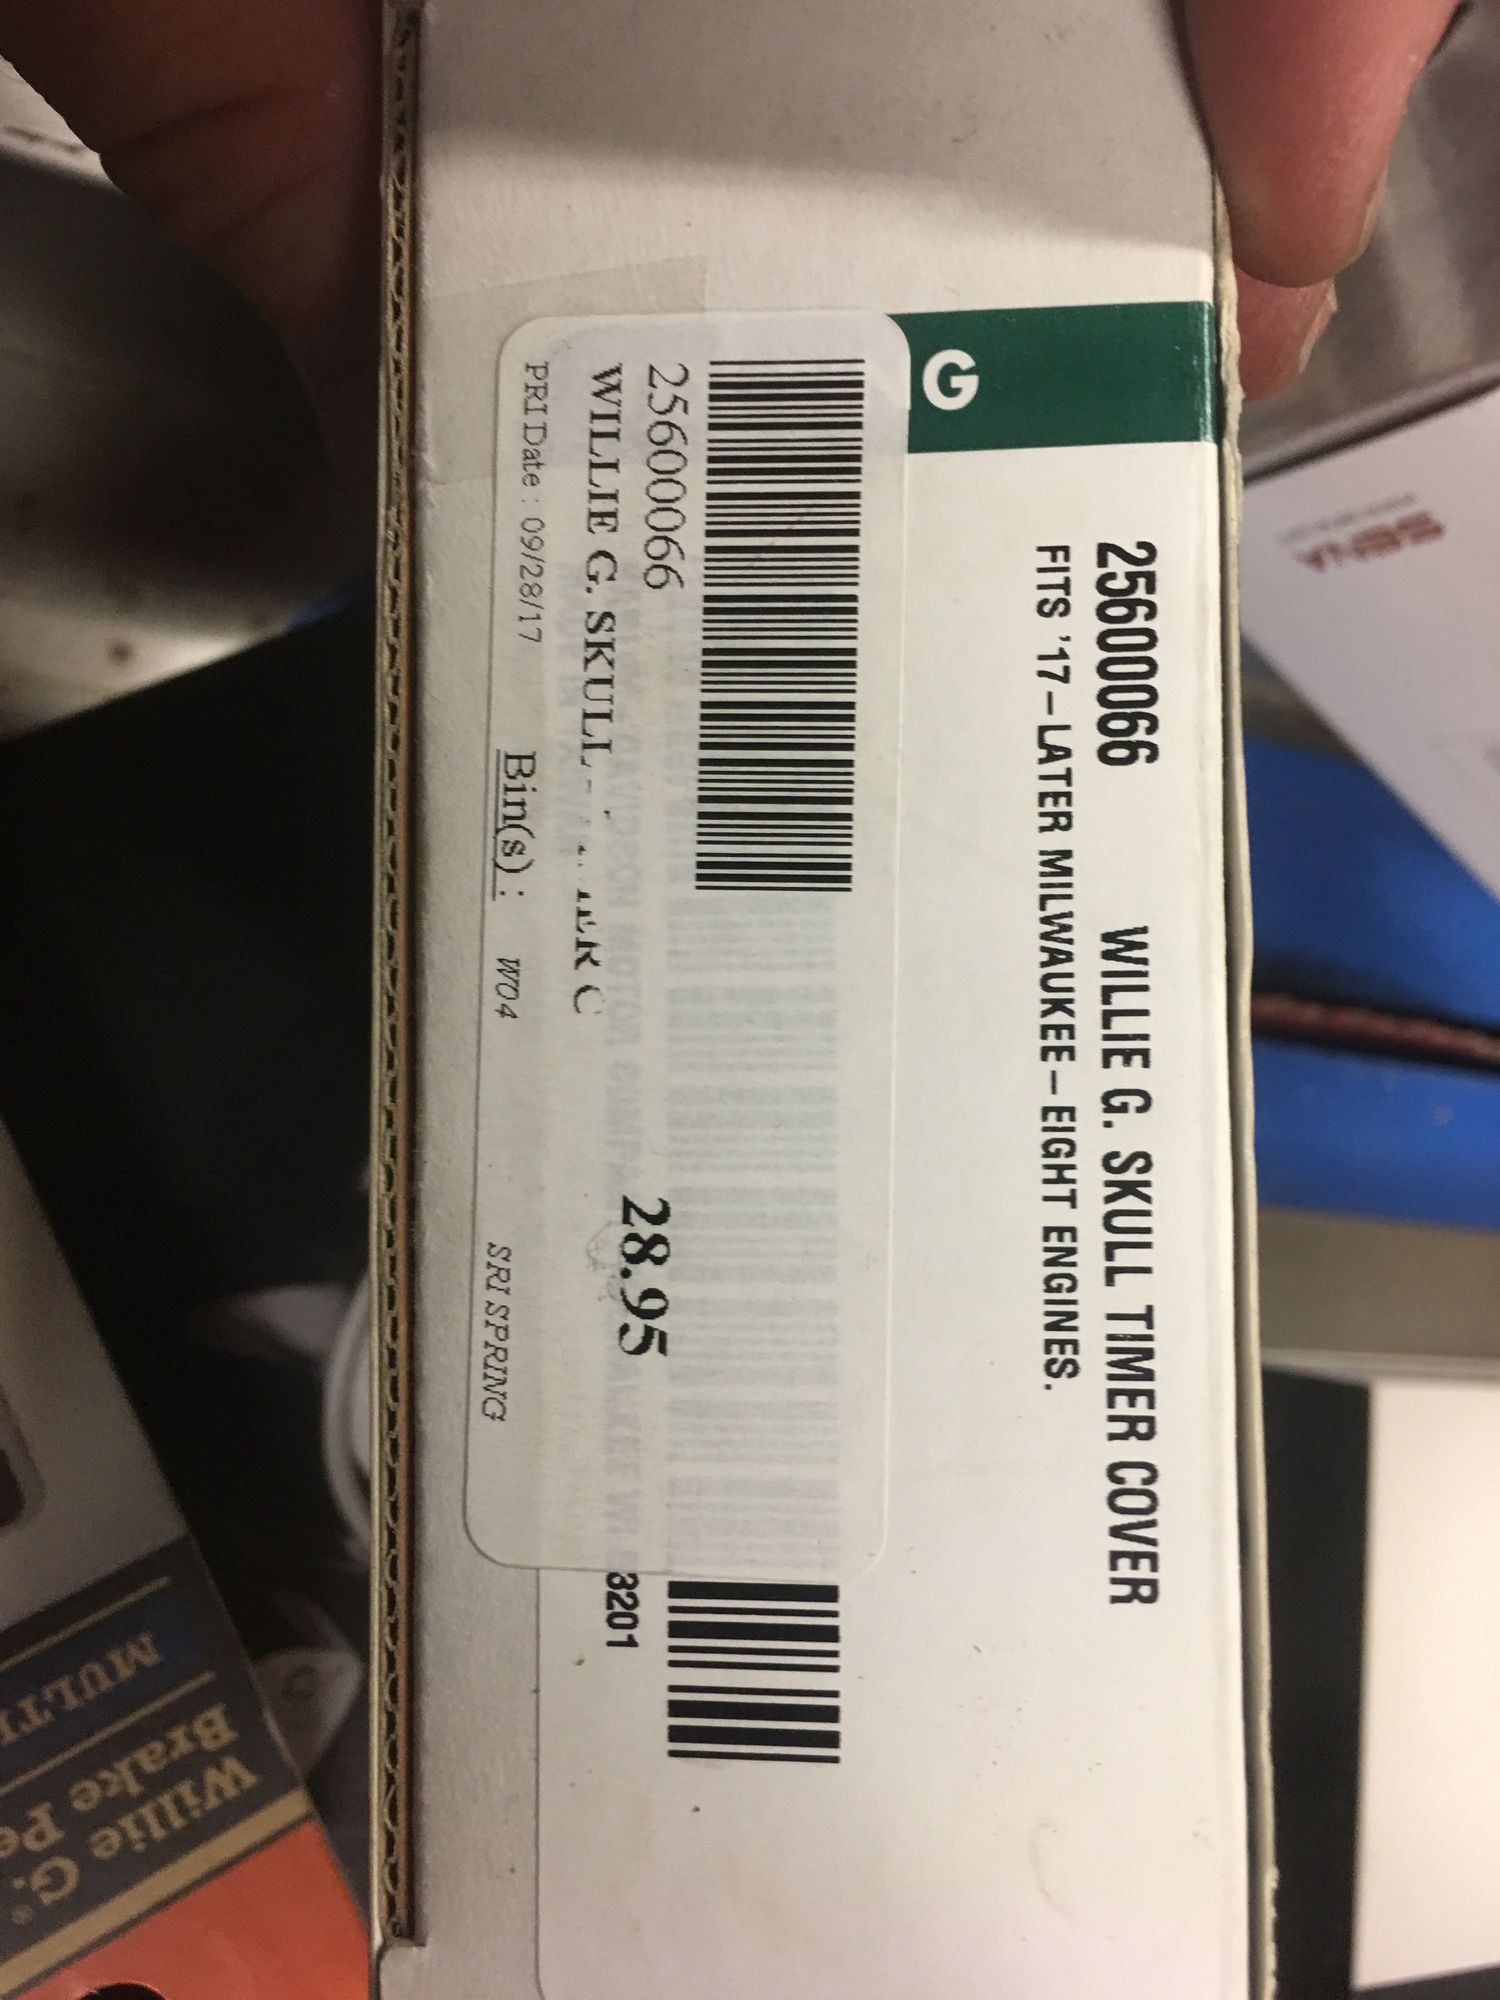 G
25600066 WILLIE G. SKULL TIMER COVER
FITS '17-LATER MILWAUKEE-EIGHT ENGINES.
25600066
WILLIE G. SKULL
C
28.95
3201
PRI Date: 09/28/17
Bin(s): W04
SRI SPRING
SENA
MULTI
Willie G.®
Brake Pe